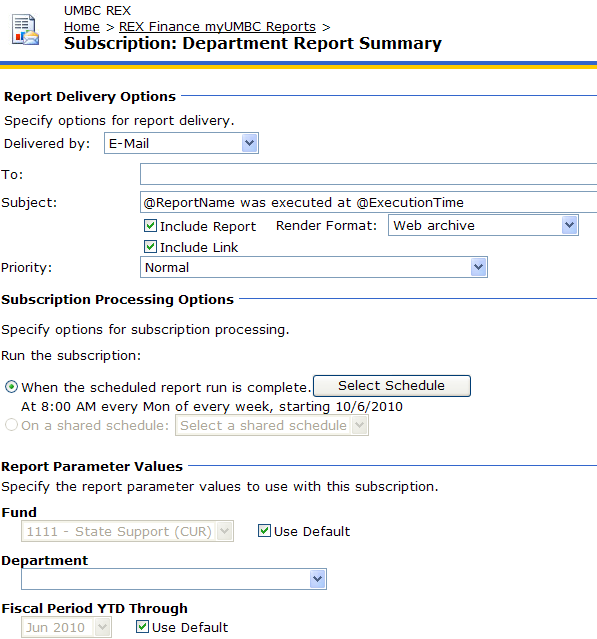 UMBC REX
Home > REX Finance myUMBC Reports >
Subscription: Department Report Summary
Report Delivery Options
Specify options for report delivery.
Delivered by: E-Mail
To:
Subject: @ReportName was executed at @ExecutionTime
Include Report Render Format: Web archive
Include Link
Priority: Normal
Subscription Processing Options
Specify options for subscription processing.
Run the subscription:
When the scheduled report run is complete. Select Schedule
At 8:00 AM every Mon of every week, starting 10/6/2010
On a shared schedule: Select a shared schedule
Report Parameter Values
Specify the report parameter values to use with this subscription.
Fund
1111 - State Support (CUR) Use Default
Department
Fiscal Period YTD Through
Jun 2010 Use Default